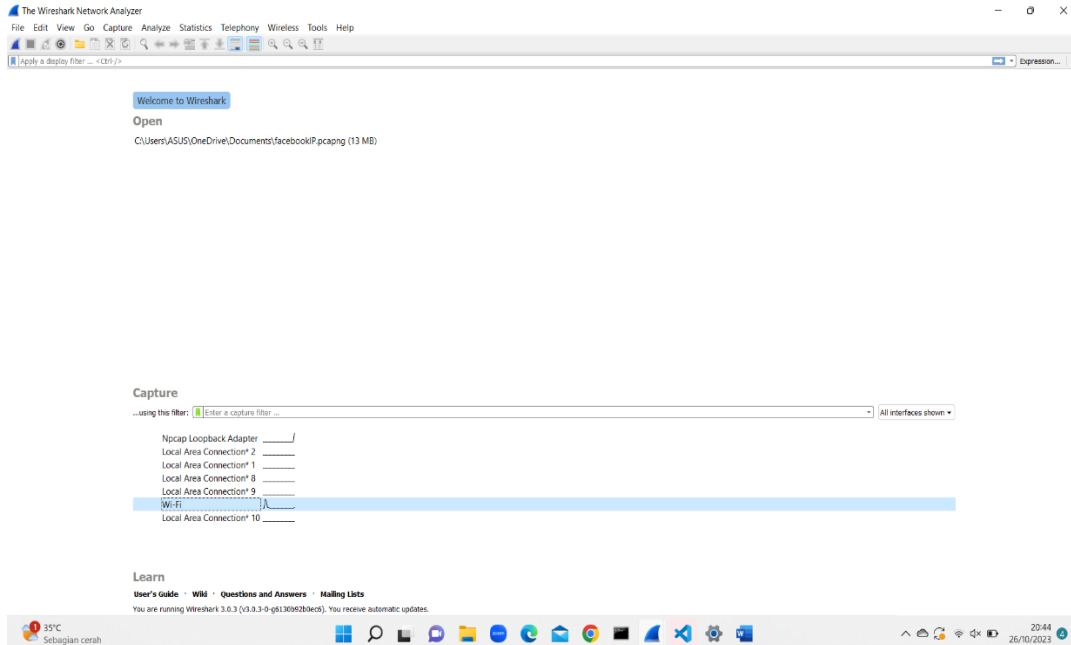 The Wireshark Network Analyzer
File Edit View Go Capture Analyze Statistics Telephony Wireless Tools Help
Apply a display filter ... <Ctrl-/>
Expression...
Welcome to Wireshark
Open
C:\Users\ASUS\OneDrive\Documents\facebookIP.pcapng (13 MB)
Capture
...using this filter:
Enter a capture filter ...
All interfaces shown
Npcap Loopback Adapter
Local Area Connection* 2
Local Area Connection* 1
Local Area Connection* 8
Local Area Connection* 9
Wi-Fi
Local Area Connection* 10
Learn
User's Guide · Wiki · Questions and Answers · Mailing Lists
You are running Wireshark 3.0.3 (v3.0.3-0-g6130b92b0ec6). You receive automatic updates.
1
35°C
Sebagian cerah
zoom
20:44
26/10/2023
4